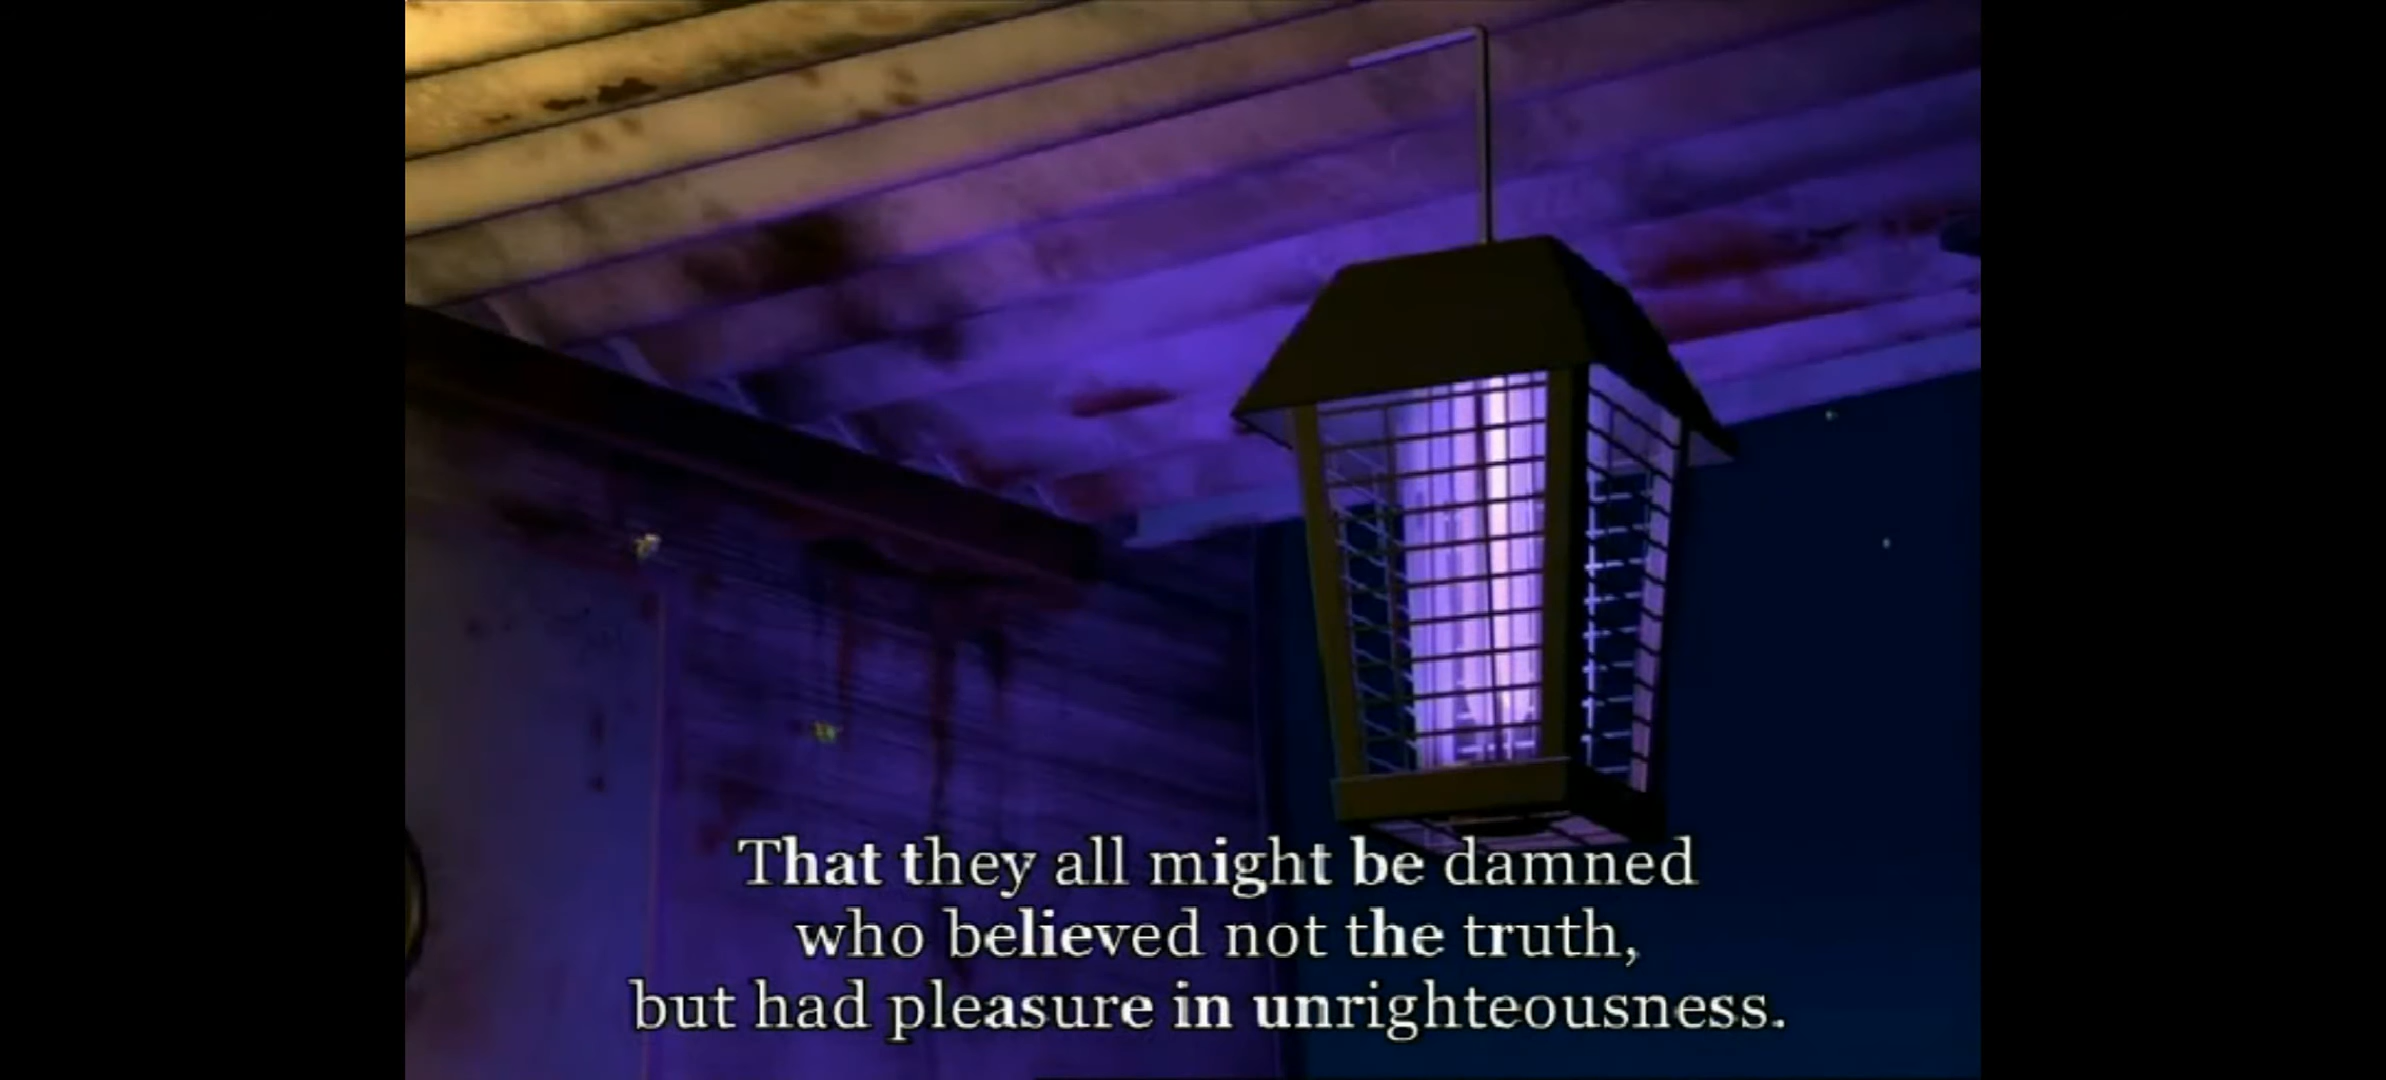 That they all might be damned
who believed not the truth,
but had pleasure in unrighteousness.